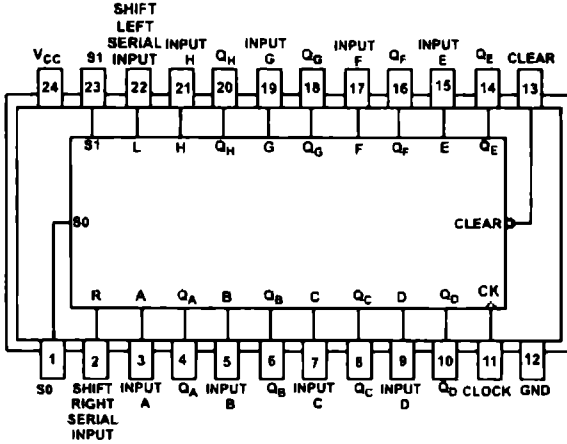 SHIFT
LEFT
SERIAL
INPUT
VCC S1 INPUT H QH INPUT G QG INPUT F QF INPUT E QE CLEAR
24 23 22 21 20 19 18 17 16 15 14 13
S1 L H QH G QG F QF E QE
S0 CLEAR
R A QA B QB C QC D QD CK
1 2 3 4 5 6 7 8 9 10 11 12
S0 SHIFT INPUT QA INPUT QB INPUT QC INPUT QD CLOCK GND
RIGHT A B C D
SERIAL
INPUT